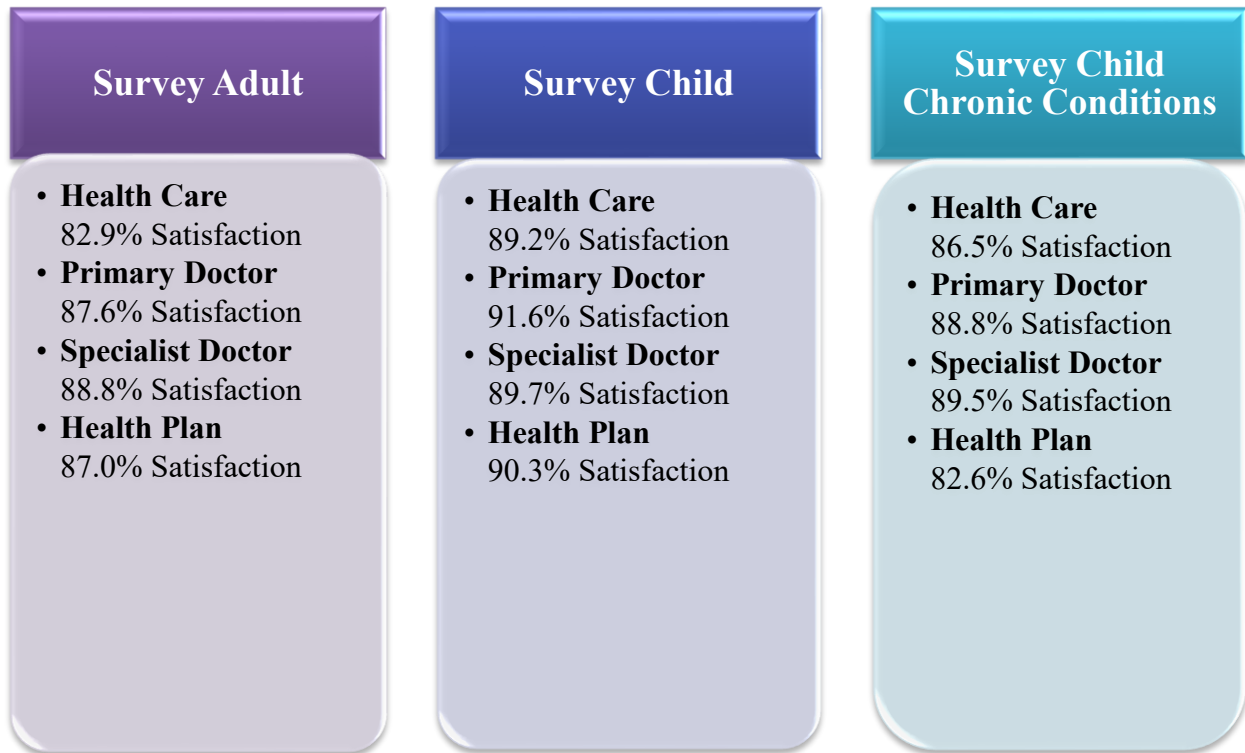 Survey Adult
• Health Care
82.9% Satisfaction
• Primary Doctor
87.6% Satisfaction
• Specialist Doctor
88.8% Satisfaction
• Health Plan
87.0% Satisfaction
Survey Child
• Health Care
89.2% Satisfaction
• Primary Doctor
91.6% Satisfaction
• Specialist Doctor
89.7% Satisfaction
• Health Plan
90.3% Satisfaction
Survey Child
Chronic Conditions
• Health Care
86.5% Satisfaction
• Primary Doctor
88.8% Satisfaction
• Specialist Doctor
89.5% Satisfaction
• Health Plan
82.6% Satisfaction